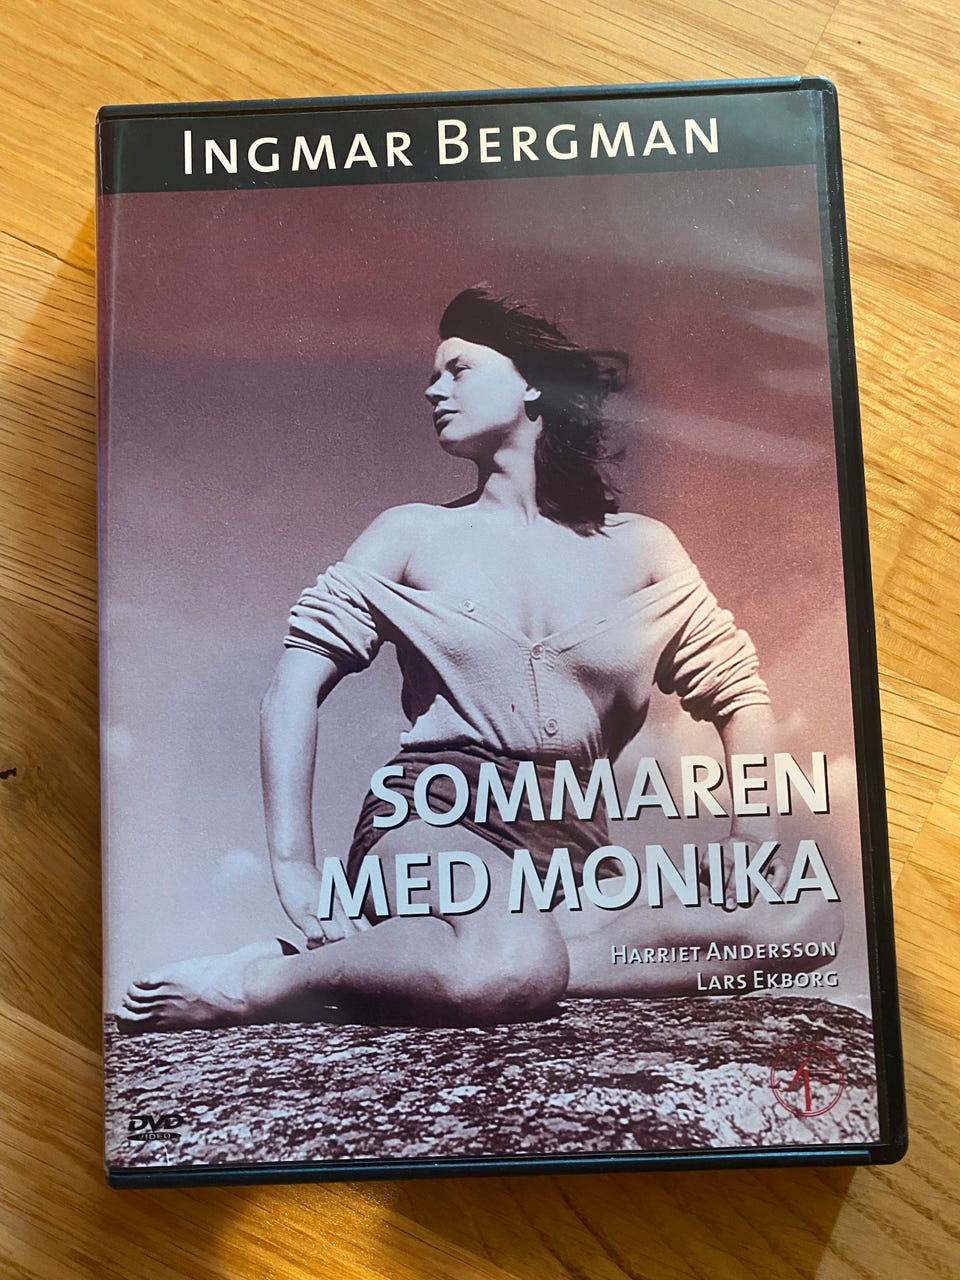 INGMAR BERGMAN
SOMMAREN
MED MONIKA
HARRIET ANDERSSON
LARS EKBORG
DVD
VIDEO